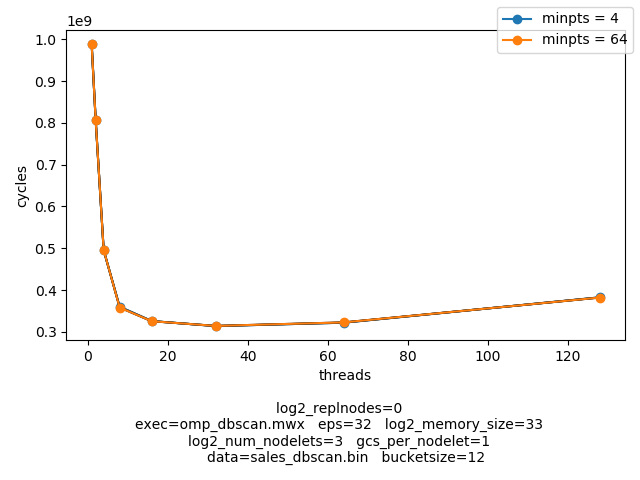 1e9
minpts = 4
minpts = 64
1.0
0.9
0.8
0.7
0.6
0.5
0.4
0.3
cycles
0 20 40 60 80 100 120
threads
log2_replnodes=0
exec=omp_dbscan.mwx eps=32 log2_memory_size=33
log2_num_nodelets=3 gcs_per_nodelet=1
data=sales_dbscan.bin bucketsize=12